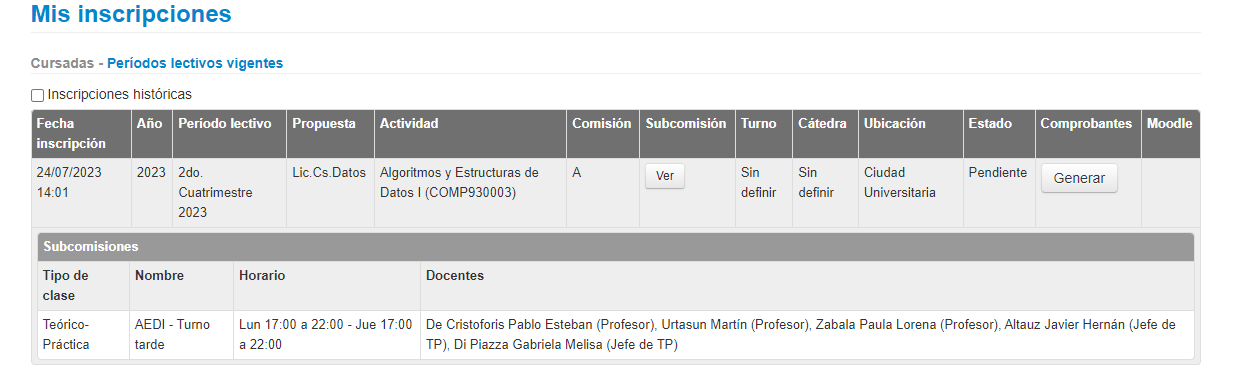 Mis inscripciones
Cursadas - Períodos lectivos vigentes
Inscripciones históricas
Fecha inscripción Año Período lectivo Propuesta Actividad Comisión Subcomisión Turno Cátedra Ubicación Estado Comprobantes Moodle
24/07/2023 14:01 2023 2do. Cuatrimestre 2023 Lic.Cs.Datos Algoritmos y Estructuras de Datos I (COMP930003) A Ver Sin definir Sin definir Ciudad Universitaria Pendiente Generar
Subcomisiones
Tipo de clase Nombre Horario Docentes
Teórico-Práctica AEDI - Turno tarde Lun 17:00 a 22:00 - Jue 17:00 a 22:00 De Cristoforis Pablo Esteban (Profesor), Urtasun Martín (Profesor), Zabala Paula Lorena (Profesor), Altauz Javier Hernán (Jefe de TP), Di Piazza Gabriela Melisa (Jefe de TP)